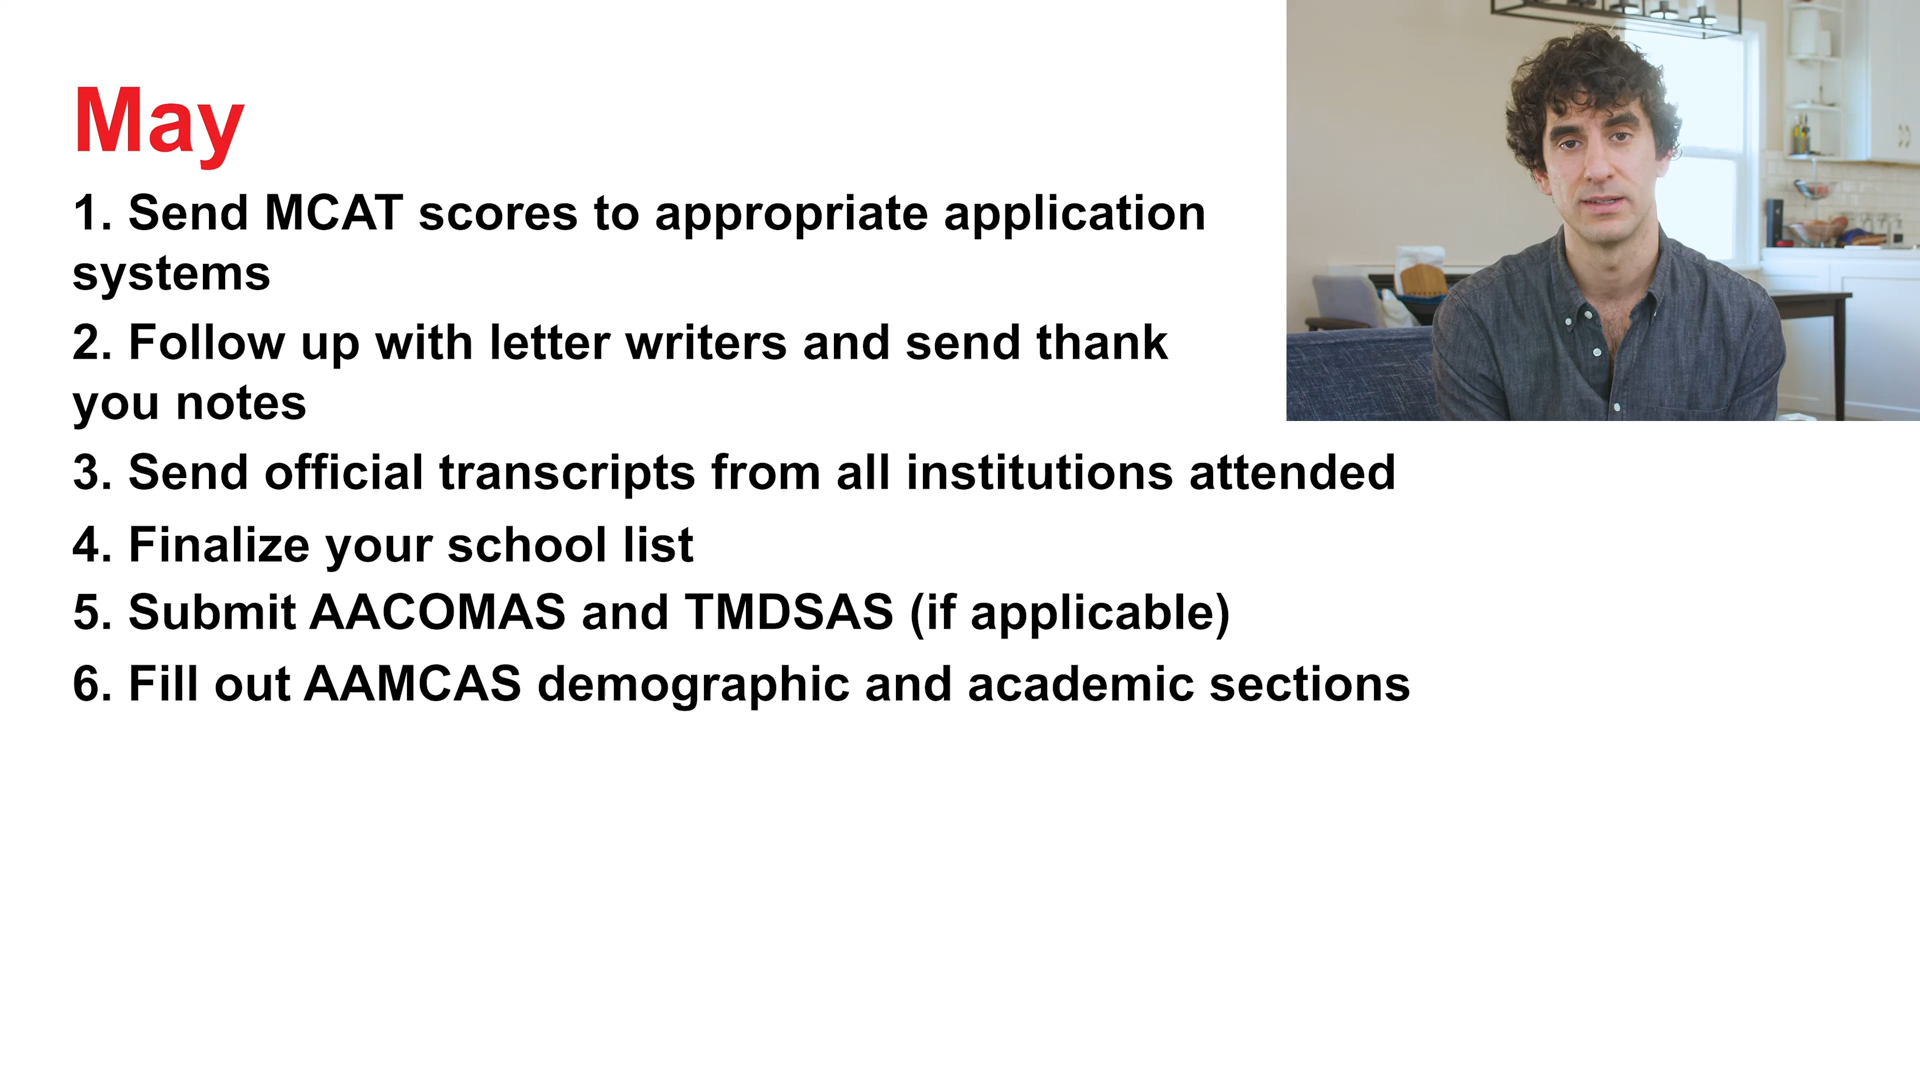 May
1. Send MCAT scores to appropriate application
systems
2. Follow up with letter writers and send thank
you notes
3. Send official transcripts from all institutions attended
4. Finalize your school list
5. Submit AACOMAS and TMDSAS (if applicable)
6. Fill out AAMCAS demographic and academic sections